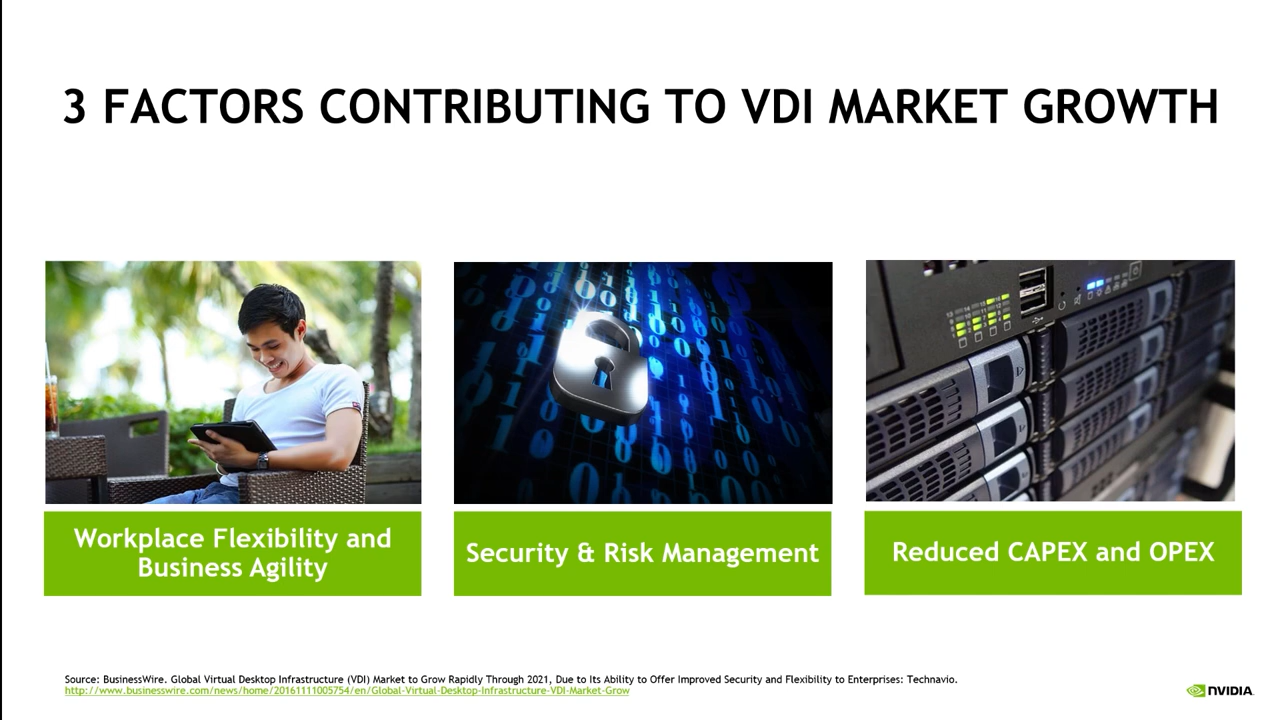 3 FACTORS CONTRIBUTING TO VDI MARKET GROWTH
Workplace Flexibility and
Business Agility
Security & Risk Management
Reduced CAPEX and OPEX
Source: BusinessWire. Global Virtual Desktop Infrastructure (VDI) Market to Grow Rapidly Through 2021, Due to Its Ability to Offer Improved Security and Flexibility to Enterprises: Technavio.
http://www.businesswire.com/news/home/20161111005754/en/Global-Virtual-Desktop-Infrastructure-VDI-Market-Grow
NVIDIA.